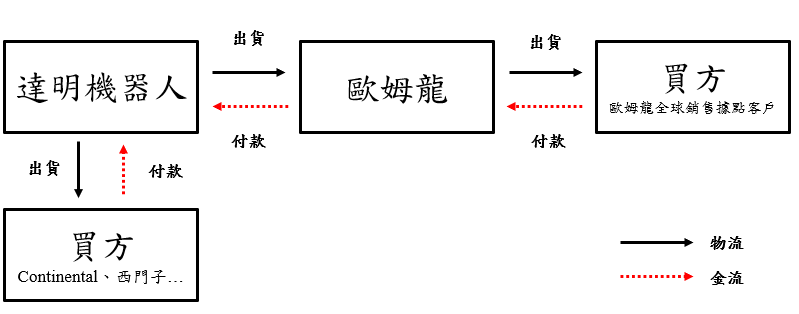 出貨
出貨
達明機器人
歐姆龍
買方
歐姆龍全球銷售據點客戶
付款
付款
出貨
付款
買方
Continental、西門子…
物流
金流